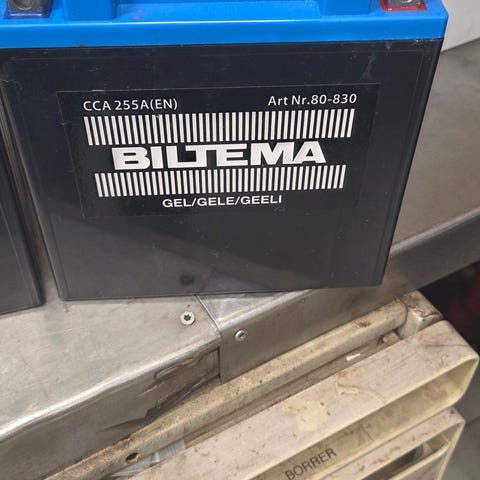 CCA 255A(EN) Art Nr.80-830
BILTEMA
GEL/GELE/GEELI
BORRER